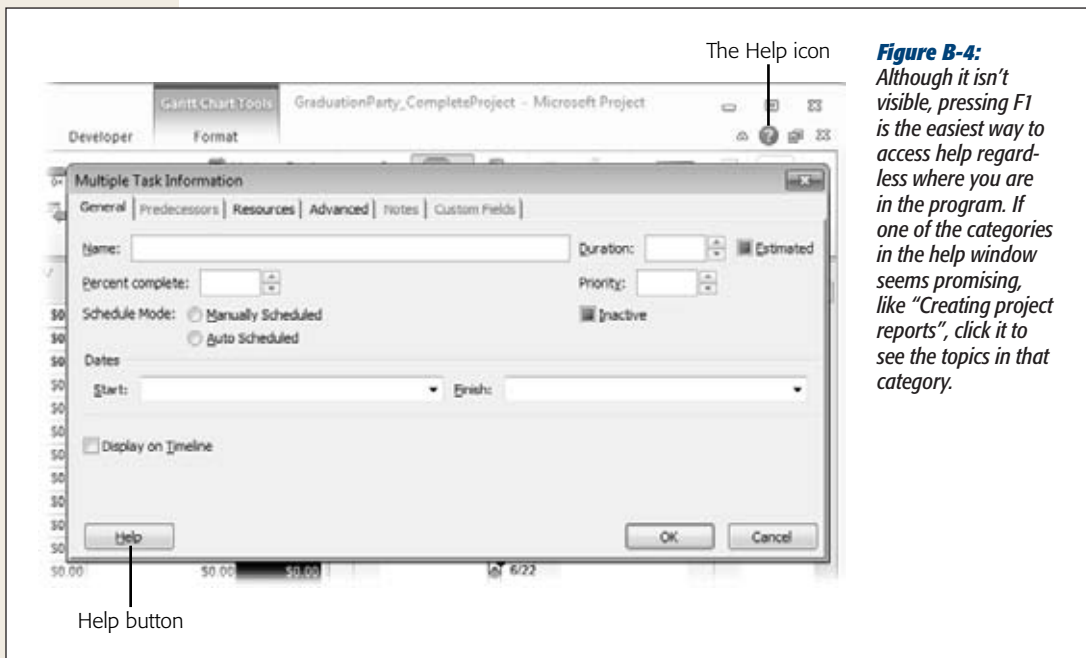 The Help icon
Gantt Chart Tools
GraduationParty_CompleteProject - Microsoft Project
Developer
Format
Multiple Task Information
General
Predecessors
Resources
Advanced
Notes
Custom Fields
Name:
Duration:
Estimated
Percent complete:
Priority:
Schedule Mode:
Manually Scheduled
Inactive
Auto Scheduled
Dates
Start:
Finish:
Display on Timeline
Help
OK
Cancel
$0.00
$0.00
$0.00
6/22
Help button
Figure B-4:
Although it isn't
visible, pressing F1
is the easiest way to
access help regard-
less where you are
in the program. If
one of the categories
in the help window
seems promising,
like “Creating project
reports”, click it to
see the topics in that
category.